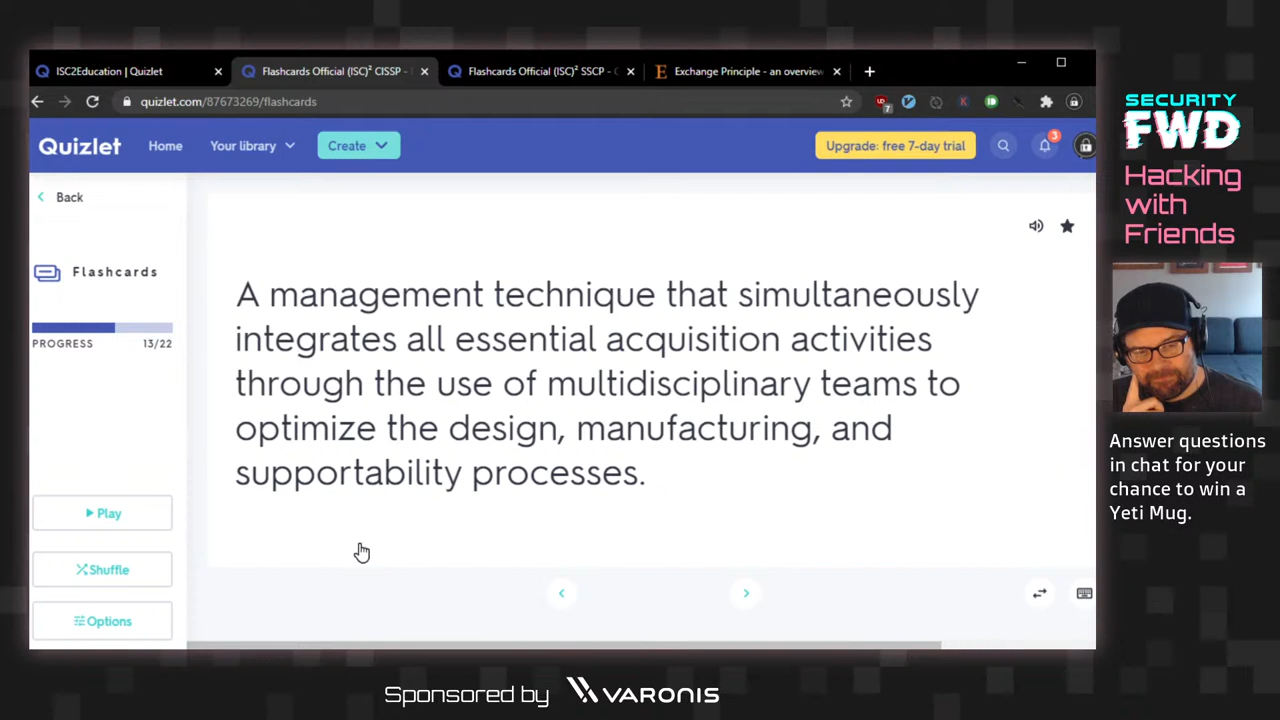 ISC2Education | Quizlet
Flashcards Official (ISC)² CISSP -
Flashcards Official (ISC)² SSCP -
Exchange Principle - an overview
quizlet.com/87673269/flashcards
7
Quizlet
Home
Your library
Create
Upgrade: free 7-day trial
3
Back
Flashcards
PROGRESS 13/22
Play
Shuffle
Options
A management technique that simultaneously
integrates all essential acquisition activities
through the use of multidisciplinary teams to
optimize the design, manufacturing, and
supportability processes.
SECURITY
FWD
Hacking
with
Friends
Answer questions
in chat for your
chance to win a
Yeti Mug.
Sponsored by VARONIS